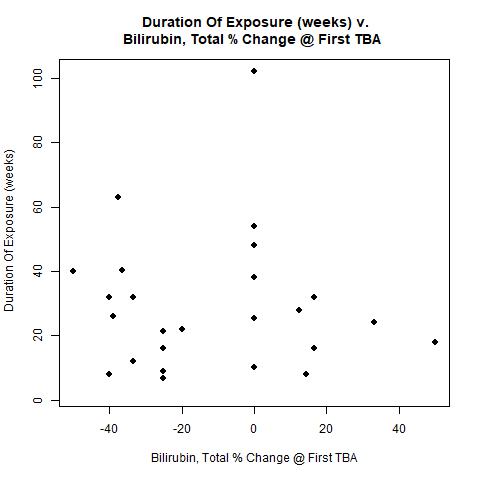 Duration Of Exposure (weeks) v.
Bilirubin, Total % Change @ First TBA
Duration Of Exposure (weeks)
100
80
60
40
20
0
-40 -20 0 20 40
Bilirubin, Total % Change @ First TBA